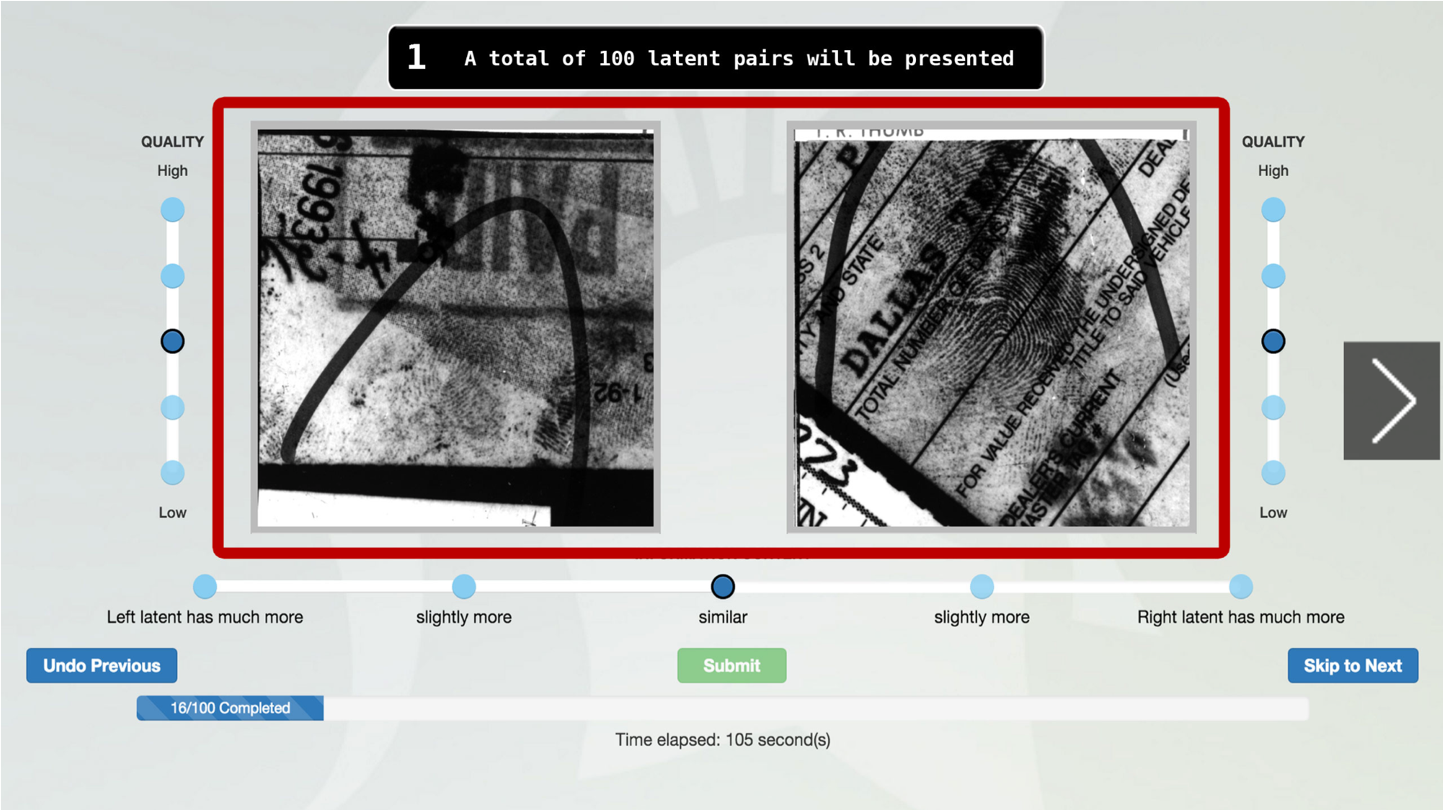 1 A total of 100 latent pairs will be presented
QUALITY
High
Low
1993
PAID
1-92
T. R. THUMB
DALLAS
TOTAL NUMBER OF
AND STATE
FOR VALUE RECEIVED THE UNDERSIGNED
TITLE TO SAID VEHICLE
DEALER'S CURRENT
MASTER TAG #
QUALITY
High
Low
Left latent has much more
slightly more
similar
slightly more
Right latent has much more
Undo Previous
Submit
Skip to Next
16/100 Completed
Time elapsed: 105 second(s)